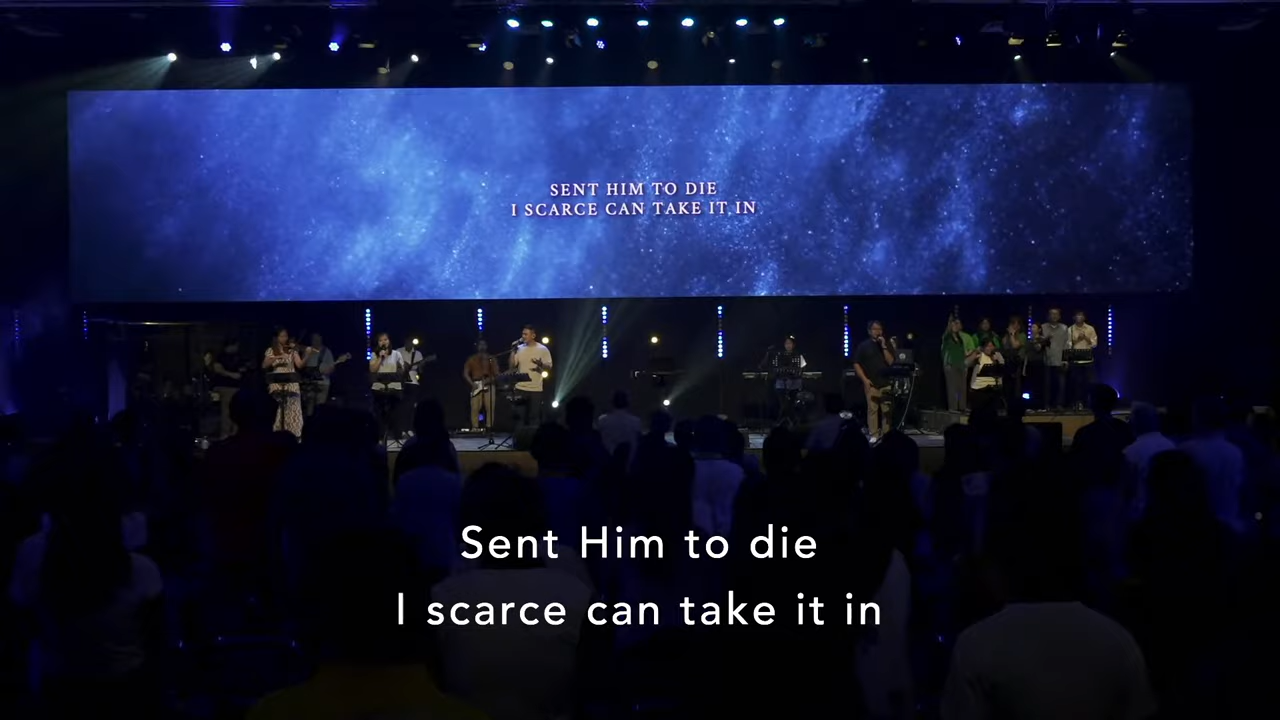 SENT HIM TO DIE
I SCARCE CAN TAKE IT IN
Sent Him to die
I scarce can take it in